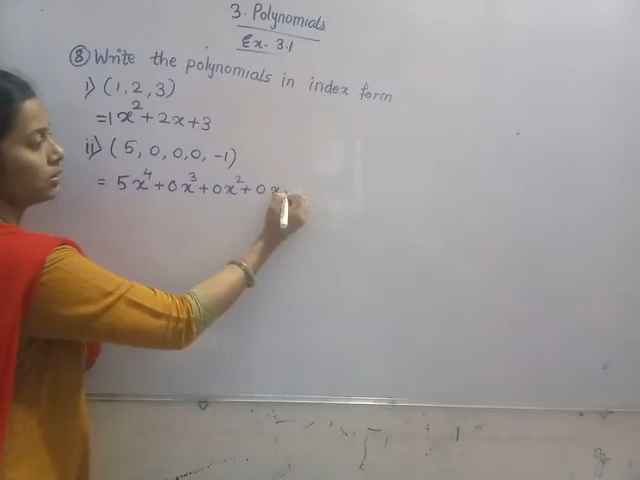 3. Polynomials
Ex- 3.1
⑧ Write the polynomials in index form
i) (1, 2, 3)
= 1x² + 2x + 3
ii) ( 5, 0, 0, 0, -1)
= 5x⁴ + 0x³ + 0x² + 0x